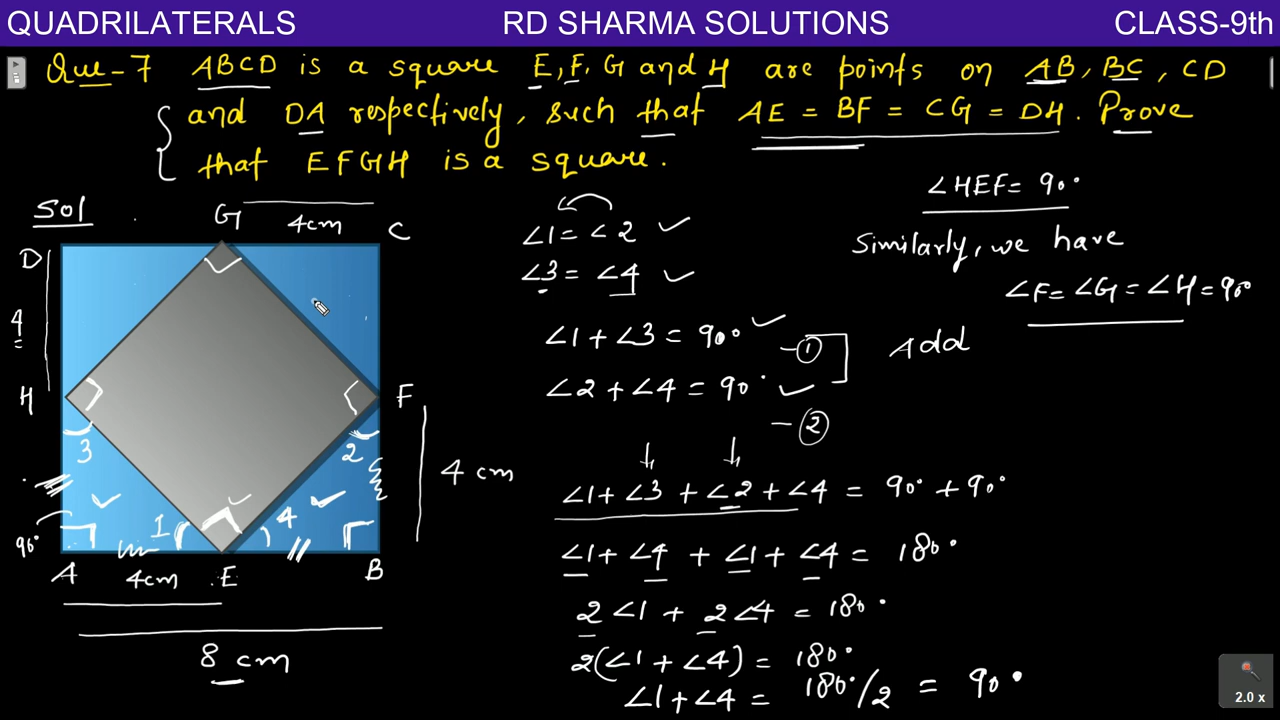 QUADRILATERALS RD SHARMA SOLUTIONS CLASS-9th
Que-7 ABCD is a square E, F, G and H are points on AB, BC, CD
and DA respectively, such that AE = BF = CG = DH. Prove
that EFGH is a square.
Sol
G
4cm
C
D
4
H
F
3
2
4 cm
1
4
90°
A
4cm
E
B
8 cm
∠1 = ∠2
∠3 = ∠4
∠1 + ∠3 = 90°
-①
∠2 + ∠4 = 90°
-②
Add
∠1 + ∠3 + ∠2 + ∠4 = 90° + 90°
∠1 + ∠4 + ∠1 + ∠4 = 180°
2∠1 + 2∠4 = 180°
2(∠1 + ∠4) = 180°
∠1 + ∠4 = 180°/2 = 90°
∠HEF = 90°
Similarly, we have
∠F = ∠G = ∠H = 90
2.0 x